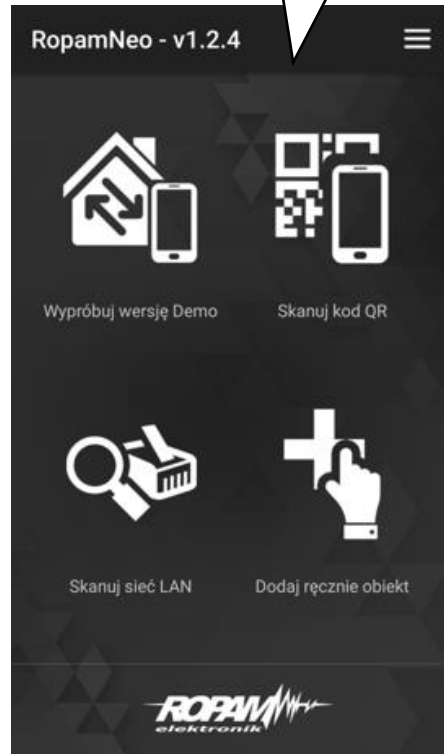 RopamNeo - v1.2.4
Wypróbuj wersję Demo
Skanuj kod QR
Skanuj sieć LAN
Dodaj ręcznie obiekt
ROPAM
elektronik